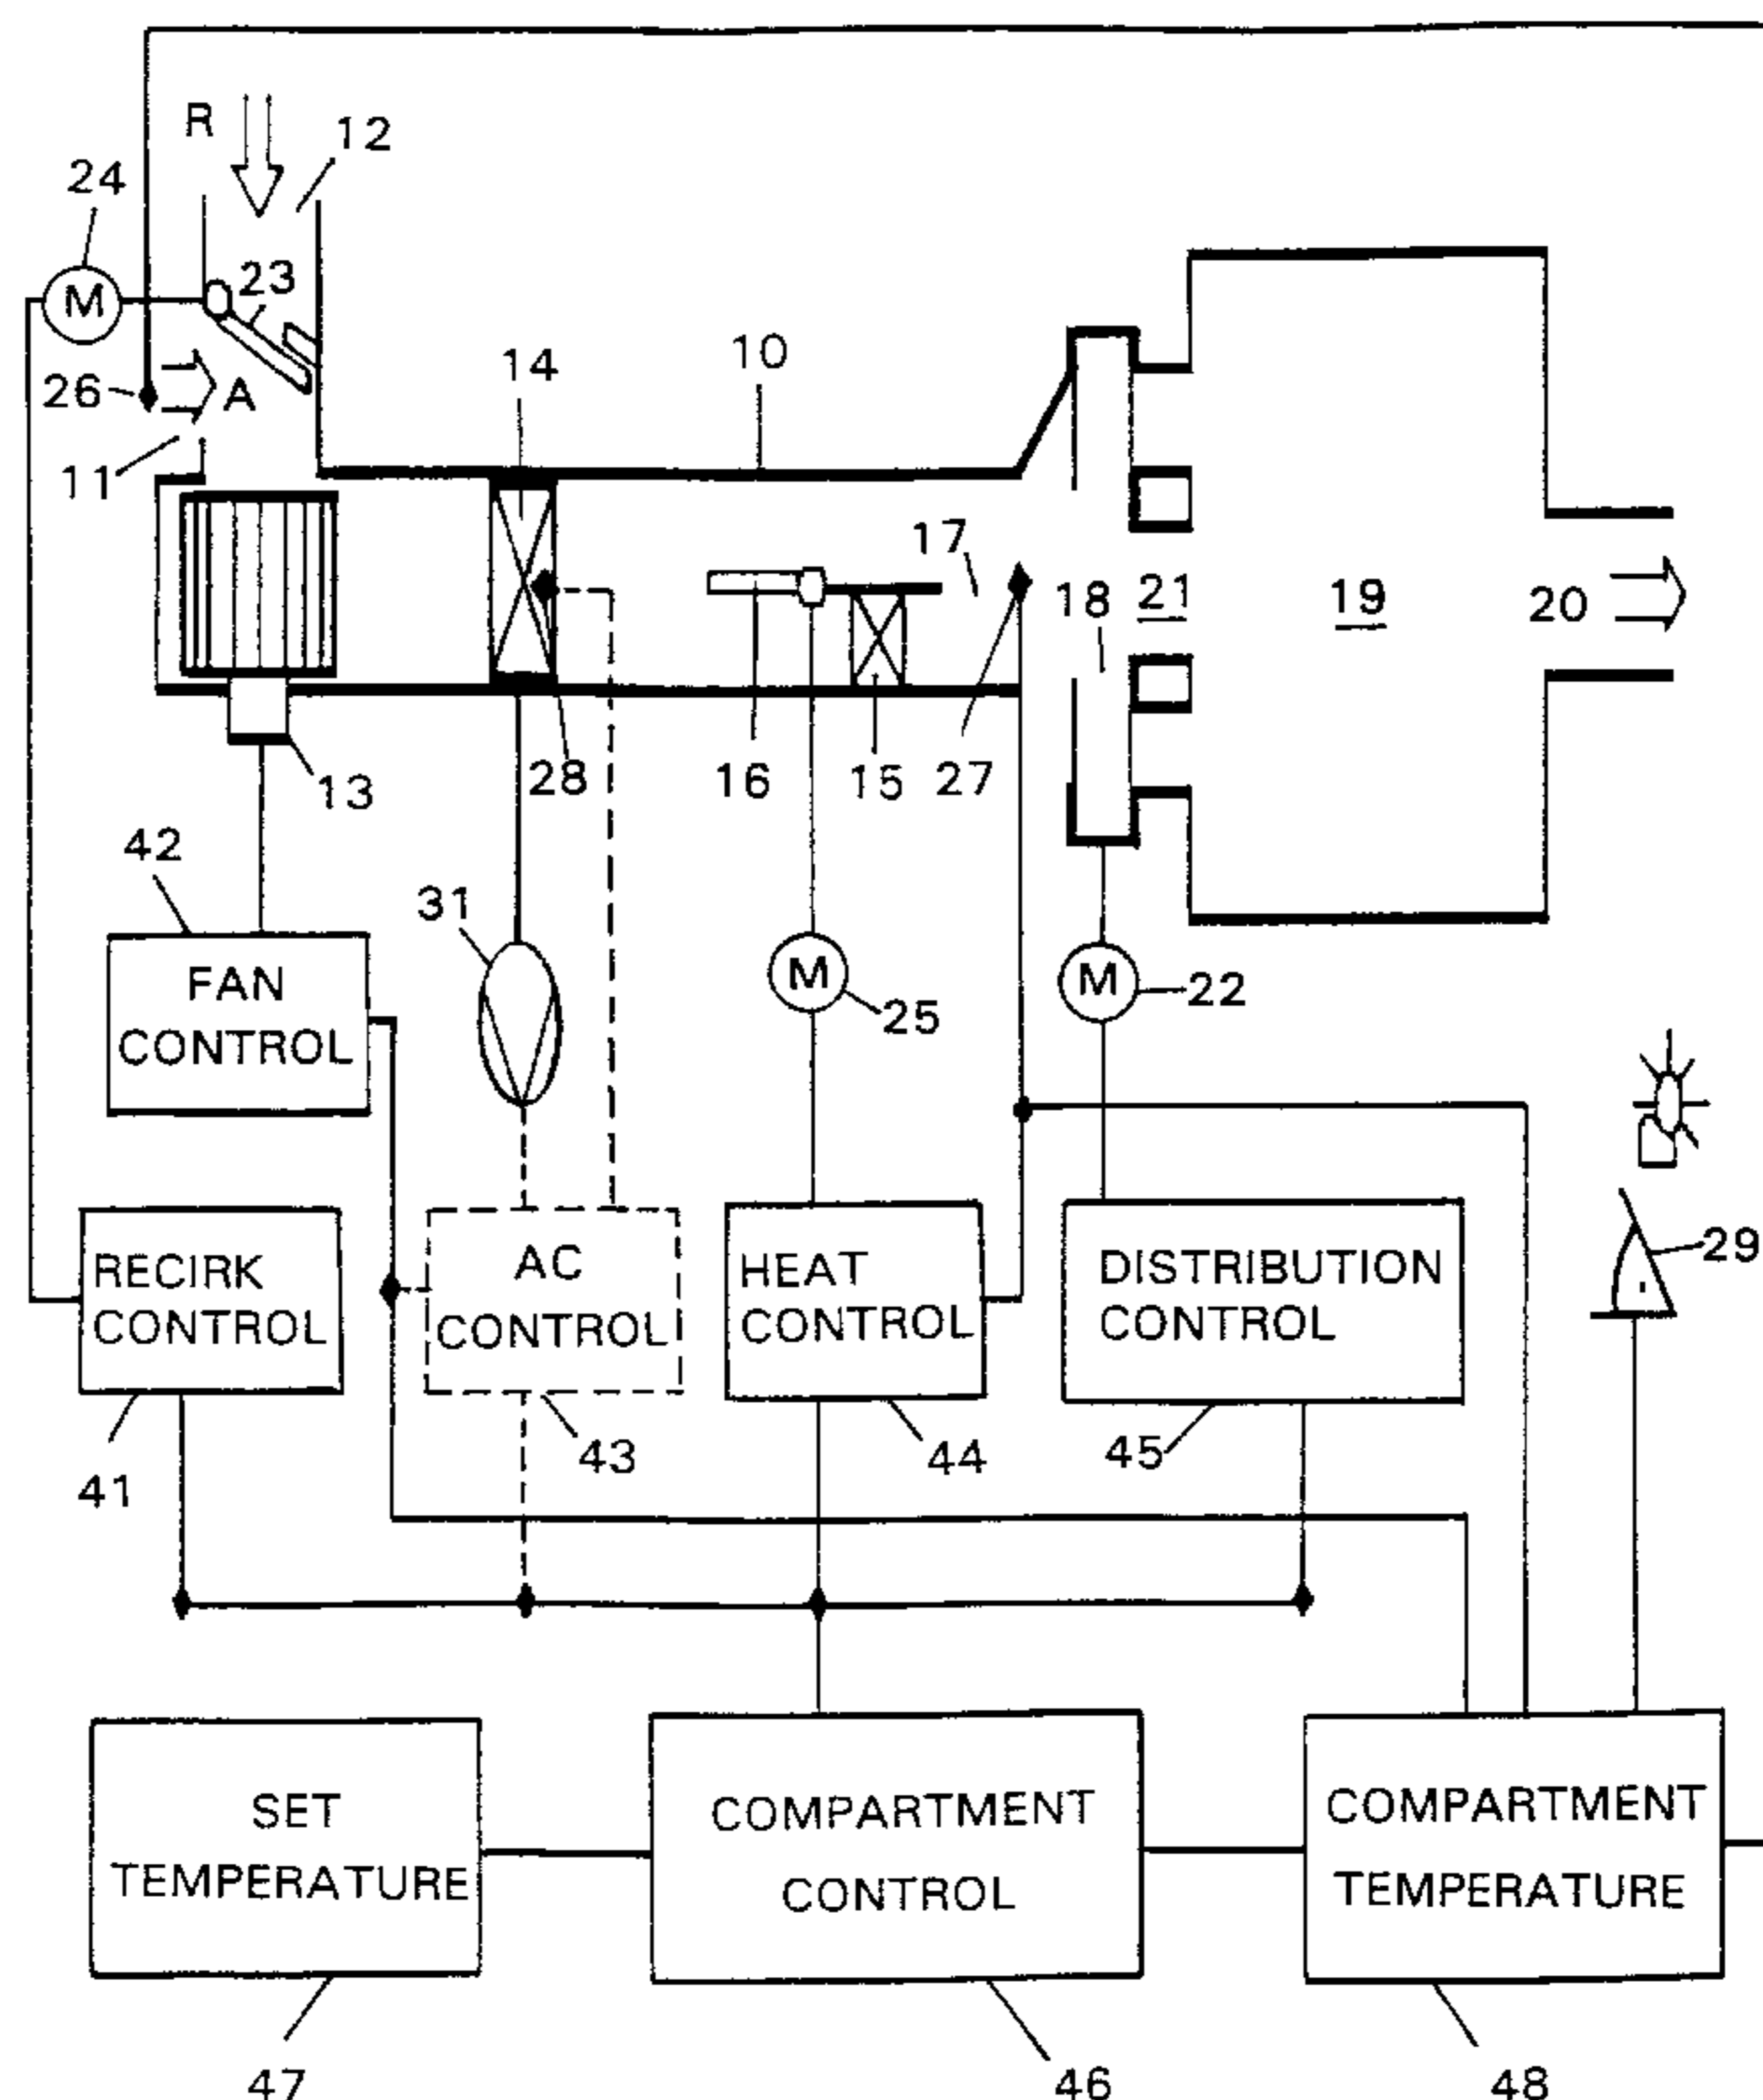 R
12
24
23
M
14
10
26
A
11
17
18
21
19
20
28
16
15
27
13
42
31
FAN
CONTROL
M
25
M
22
RECIRK
CONTROL
AC
CONTROL
HEAT
CONTROL
DISTRIBUTION
CONTROL
29
41
43
44
45
SET
TEMPERATURE
COMPARTMENT
CONTROL
COMPARTMENT
TEMPERATURE
47
46
48